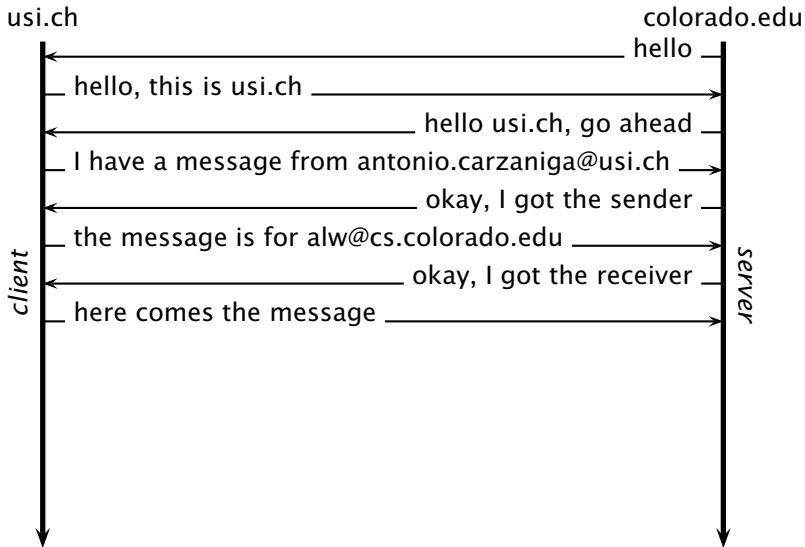 usi.ch
colorado.edu
hello
hello, this is usi.ch
hello usi.ch, go ahead
I have a message from antonio.carzaniga@usi.ch
okay, I got the sender
the message is for alw@cs.colorado.edu
okay, I got the receiver
here comes the message
client
server